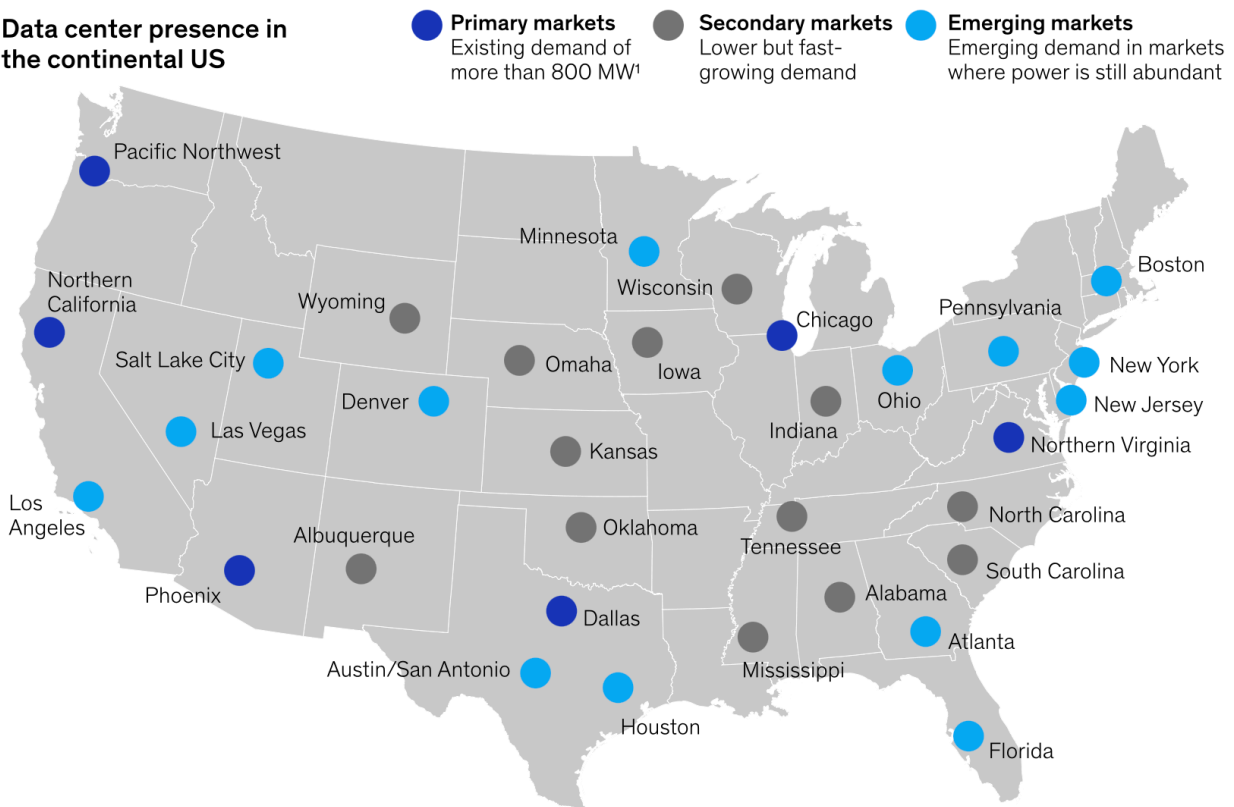 Data center presence in
the continental US
Primary markets
Existing demand of
more than 800 MW¹
Secondary markets
Lower but fast-
growing demand
Emerging markets
Emerging demand in markets
where power is still abundant
Pacific Northwest
Minnesota
Boston
Northern
California
Wyoming
Wisconsin
Pennsylvania
Chicago
Salt Lake City
Omaha
Iowa
New York
Denver
Ohio
New Jersey
Las Vegas
Indiana
Northern Virginia
Kansas
Los
Angeles
Albuquerque
Oklahoma
Tennessee
North Carolina
South Carolina
Phoenix
Dallas
Alabama
Atlanta
Austin/San Antonio
Mississippi
Houston
Florida